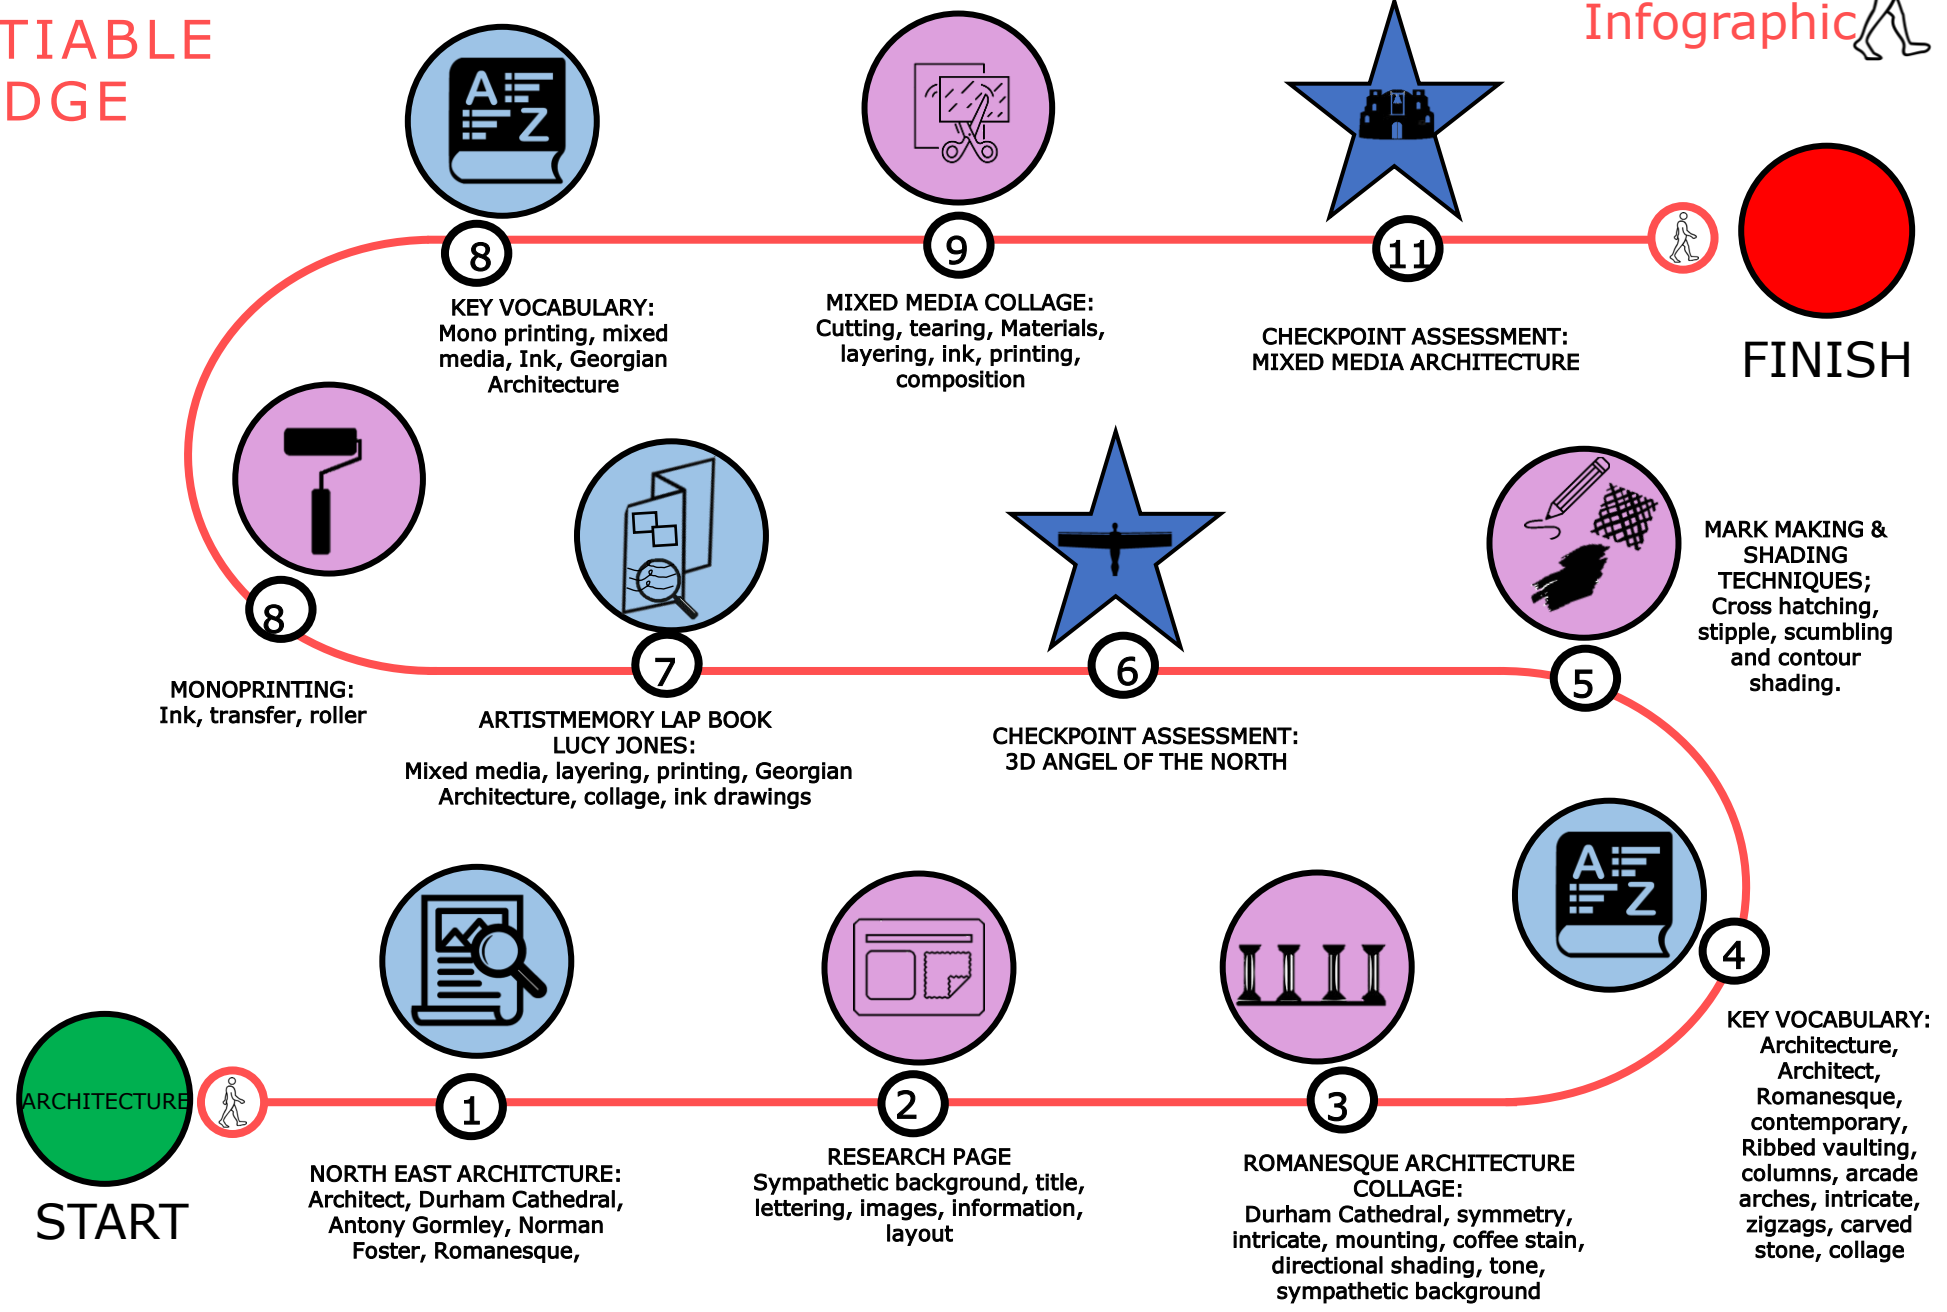 TIABLE
DGE
Infographic
8
KEY VOCABULARY:
Mono printing, mixed
media, Ink, Georgian
Architecture
9
MIXED MEDIA COLLAGE:
Cutting, tearing, Materials,
layering, ink, printing,
composition
11
CHECKPOINT ASSESSMENT:
MIXED MEDIA ARCHITECTURE
FINISH
8
MONOPRINTING:
Ink, transfer, roller
7
ARTISTMEMORY LAP BOOK
LUCY JONES:
Mixed media, layering, printing, Georgian
Architecture, collage, ink drawings
6
CHECKPOINT ASSESSMENT:
3D ANGEL OF THE NORTH
5
MARK MAKING &
SHADING
TECHNIQUES;
Cross hatching,
stipple, scumbling
and contour
shading.
A
Z
A
Z
4
KEY VOCABULARY:
Architecture,
Architect,
Romanesque,
contemporary,
Ribbed vaulting,
columns, arcade
arches, intricate,
zigzags, carved
stone, collage
ARCHITECTURE
START
1
NORTH EAST ARCHITCTURE:
Architect, Durham Cathedral,
Antony Gormley, Norman
Foster, Romanesque,
2
RESEARCH PAGE
Sympathetic background, title,
lettering, images, information,
layout
3
ROMANESQUE ARCHITECTURE
COLLAGE:
Durham Cathedral, symmetry,
intricate, mounting, coffee stain,
directional shading, tone,
sympathetic background